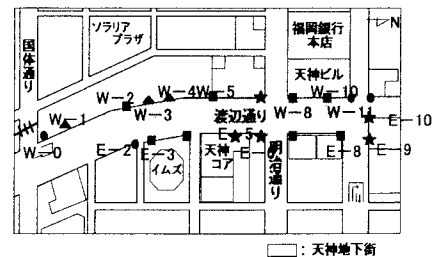 ソラリア
プラザ
福岡銀行
本店
N
国体通り
天神ビル
W-2
W-4
W-5
W-10
W-3
渡辺通り
W-1
W-8
W-1
E-10
E-5
W-0
E-2
E-3
天神
コア
E-8
E-9
イムズ
明治通り
: 天神地下街